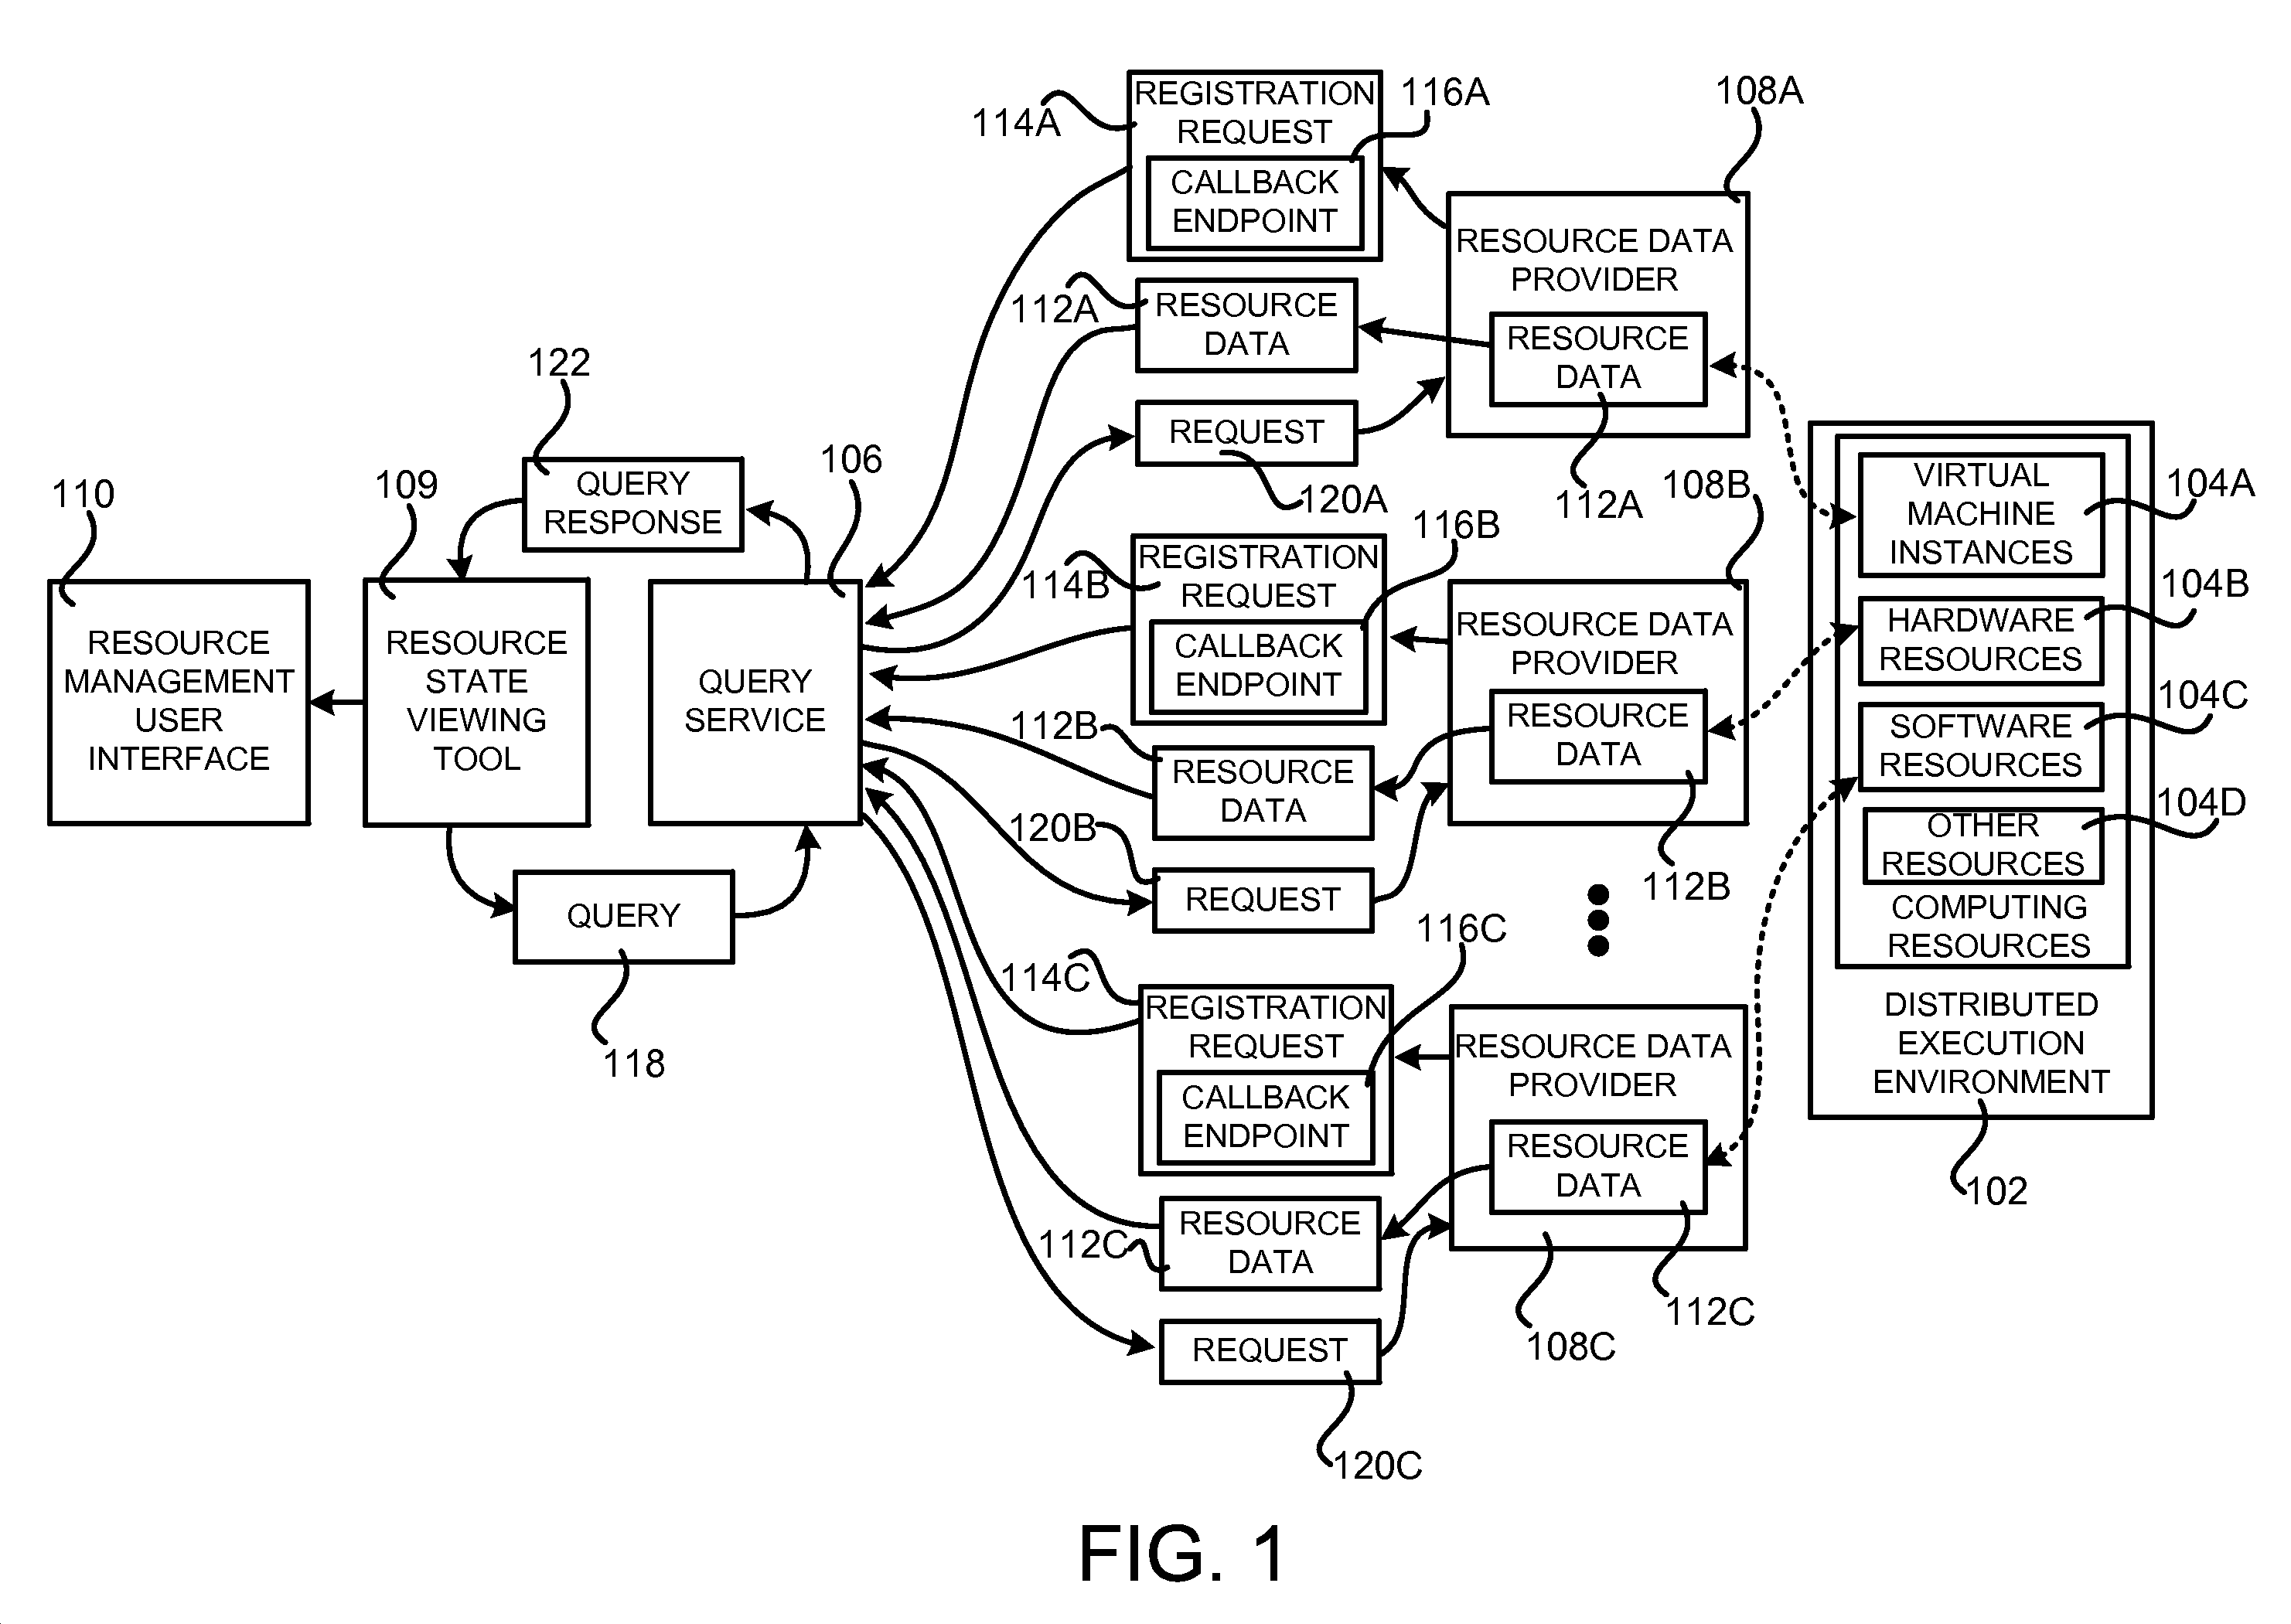 REGISTRATION
REQUEST
CALLBACK
ENDPOINT
114A
116A
108A
RESOURCE DATA
PROVIDER
RESOURCE
DATA
112A
112A
RESOURCE
DATA
REQUEST
120A
122
QUERY
RESPONSE
110
109
106
RESOURCE
MANAGEMENT
USER
INTERFACE
RESOURCE
STATE
VIEWING
TOOL
QUERY
SERVICE
QUERY
118
116B
114B
REGISTRATION
REQUEST
CALLBACK
ENDPOINT
108B
RESOURCE DATA
PROVIDER
RESOURCE
DATA
112B
112B
RESOURCE
DATA
120B
REQUEST
116C
114C
REGISTRATION
REQUEST
CALLBACK
ENDPOINT
RESOURCE DATA
PROVIDER
RESOURCE
DATA
112C
108C
112C
RESOURCE
DATA
REQUEST
120C
VIRTUAL
MACHINE
INSTANCES
104A
HARDWARE
RESOURCES
104B
SOFTWARE
RESOURCES
104C
OTHER
RESOURCES
104D
COMPUTING
RESOURCES
DISTRIBUTED
EXECUTION
ENVIRONMENT
102
FIG. 1